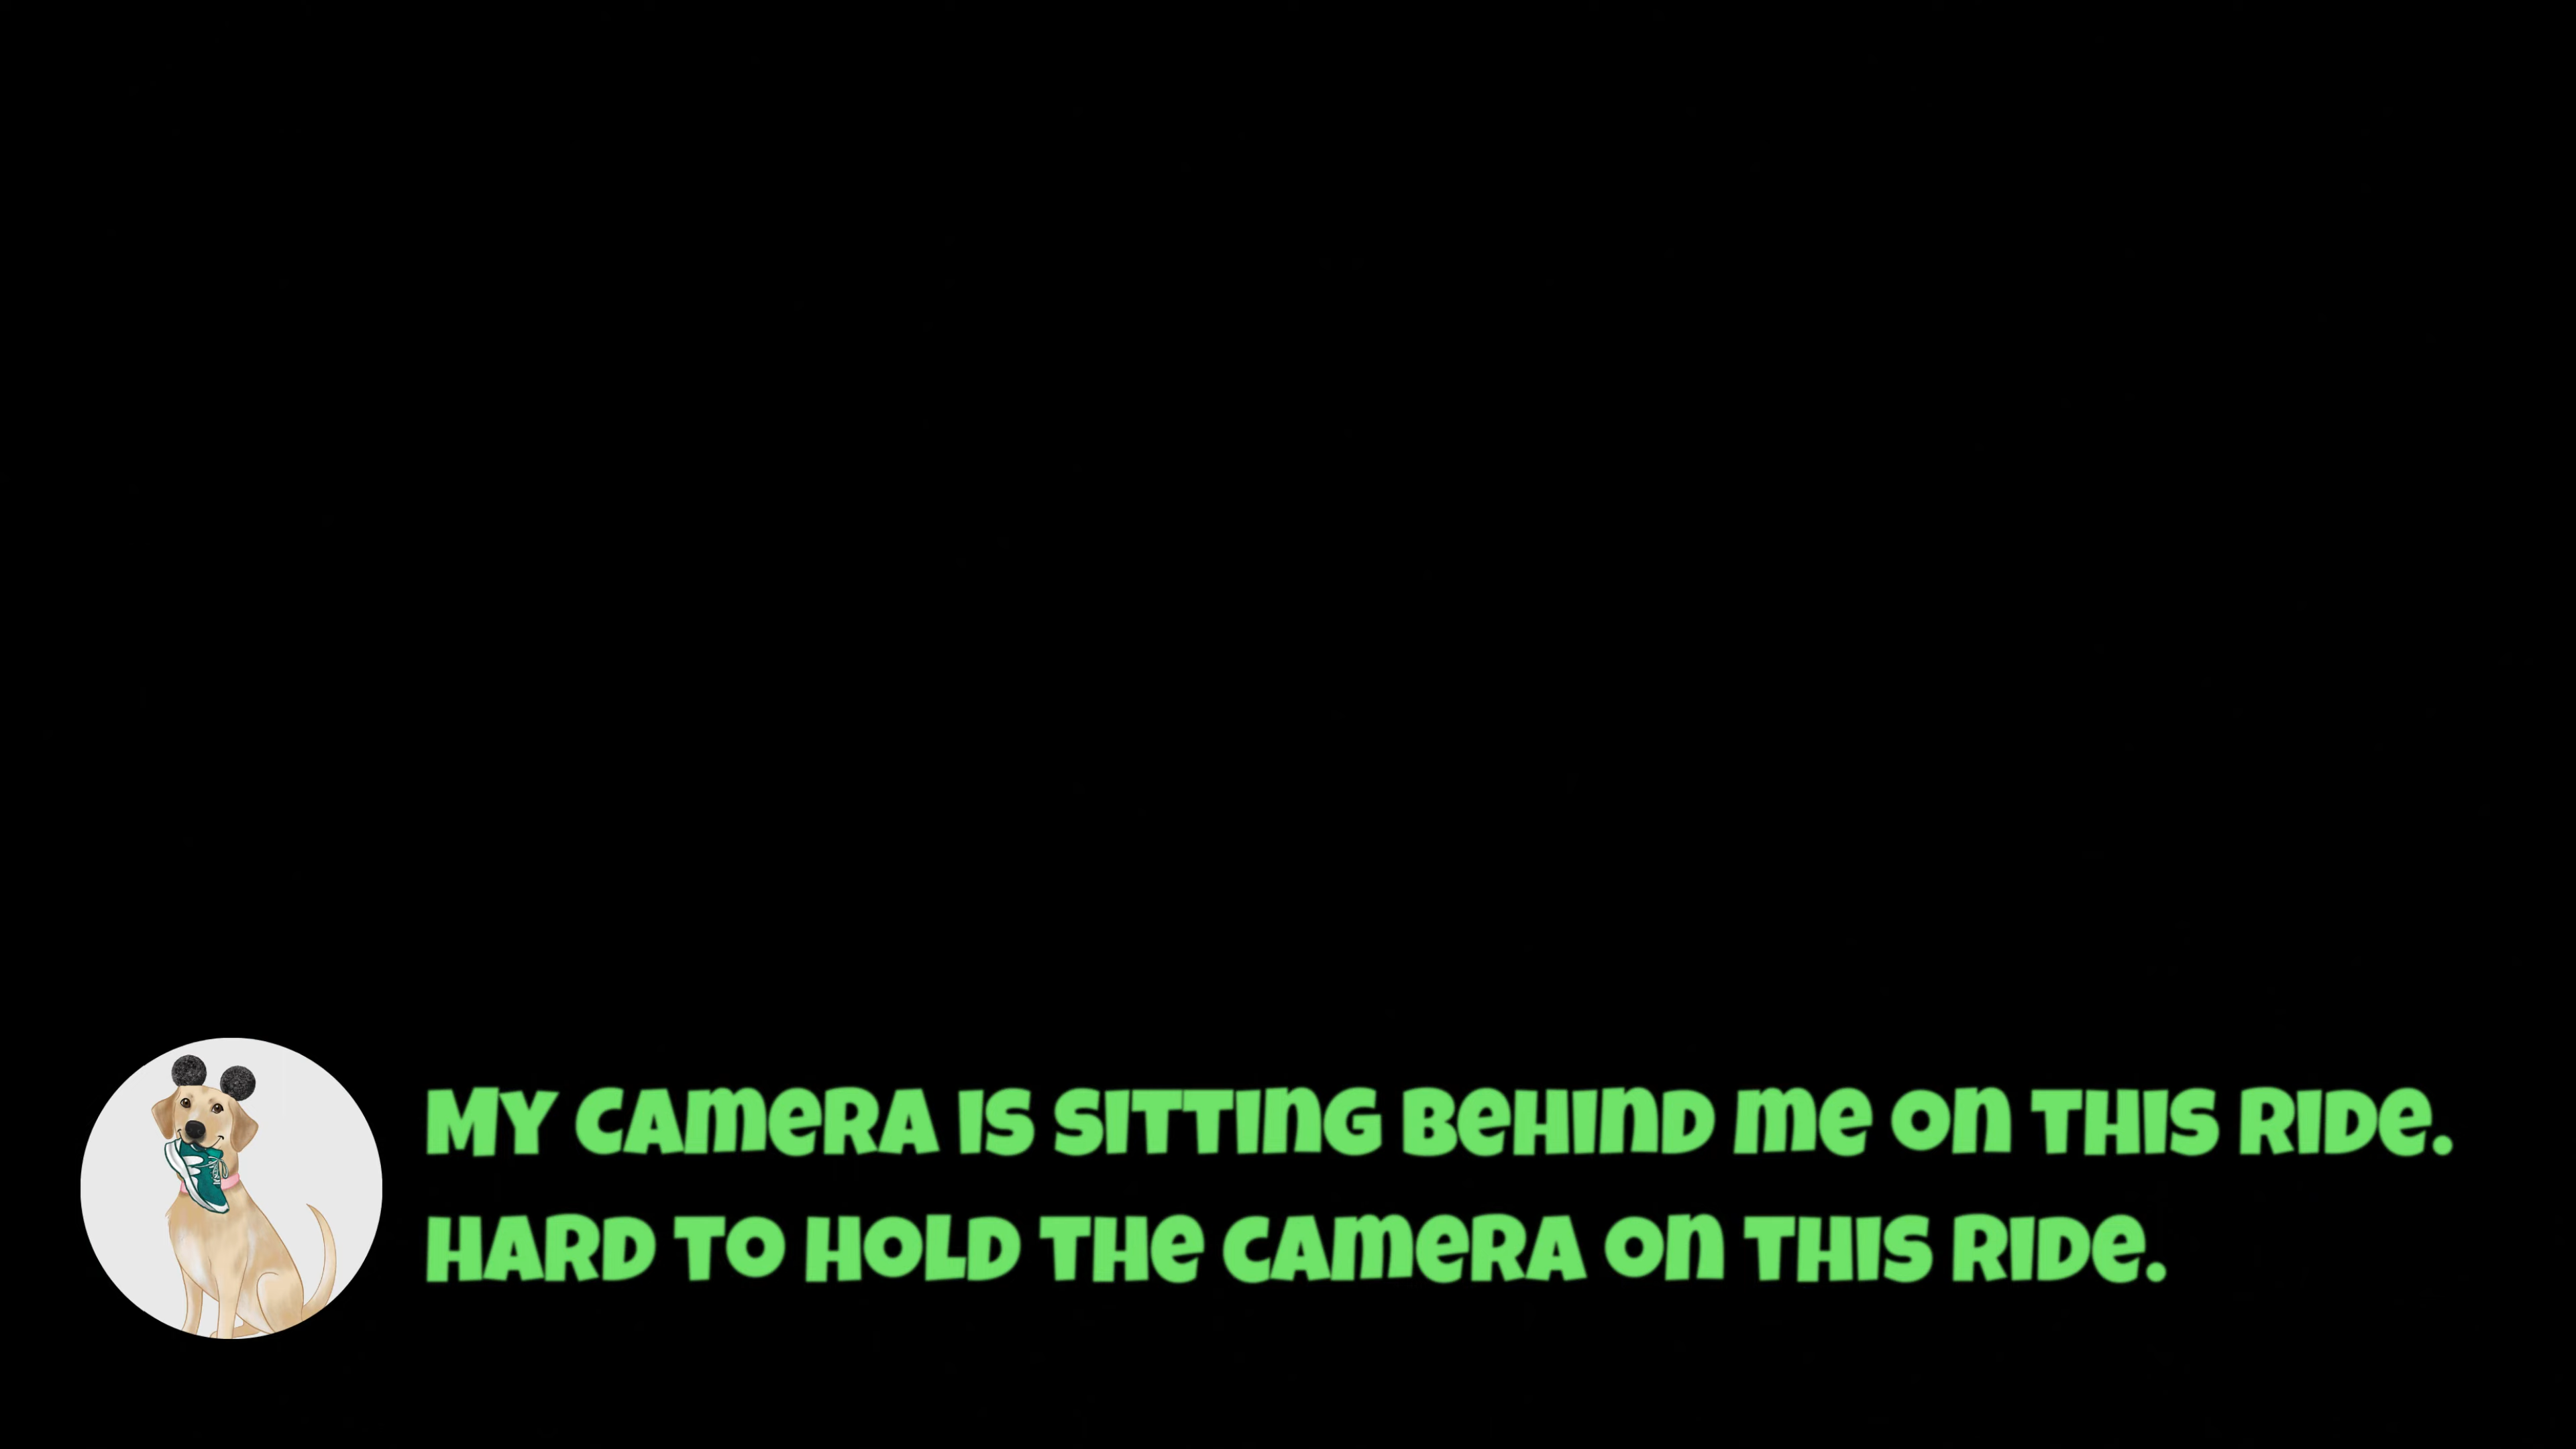 My camera is sitting behind me on this ride.
Hard to hold the camera on this ride.